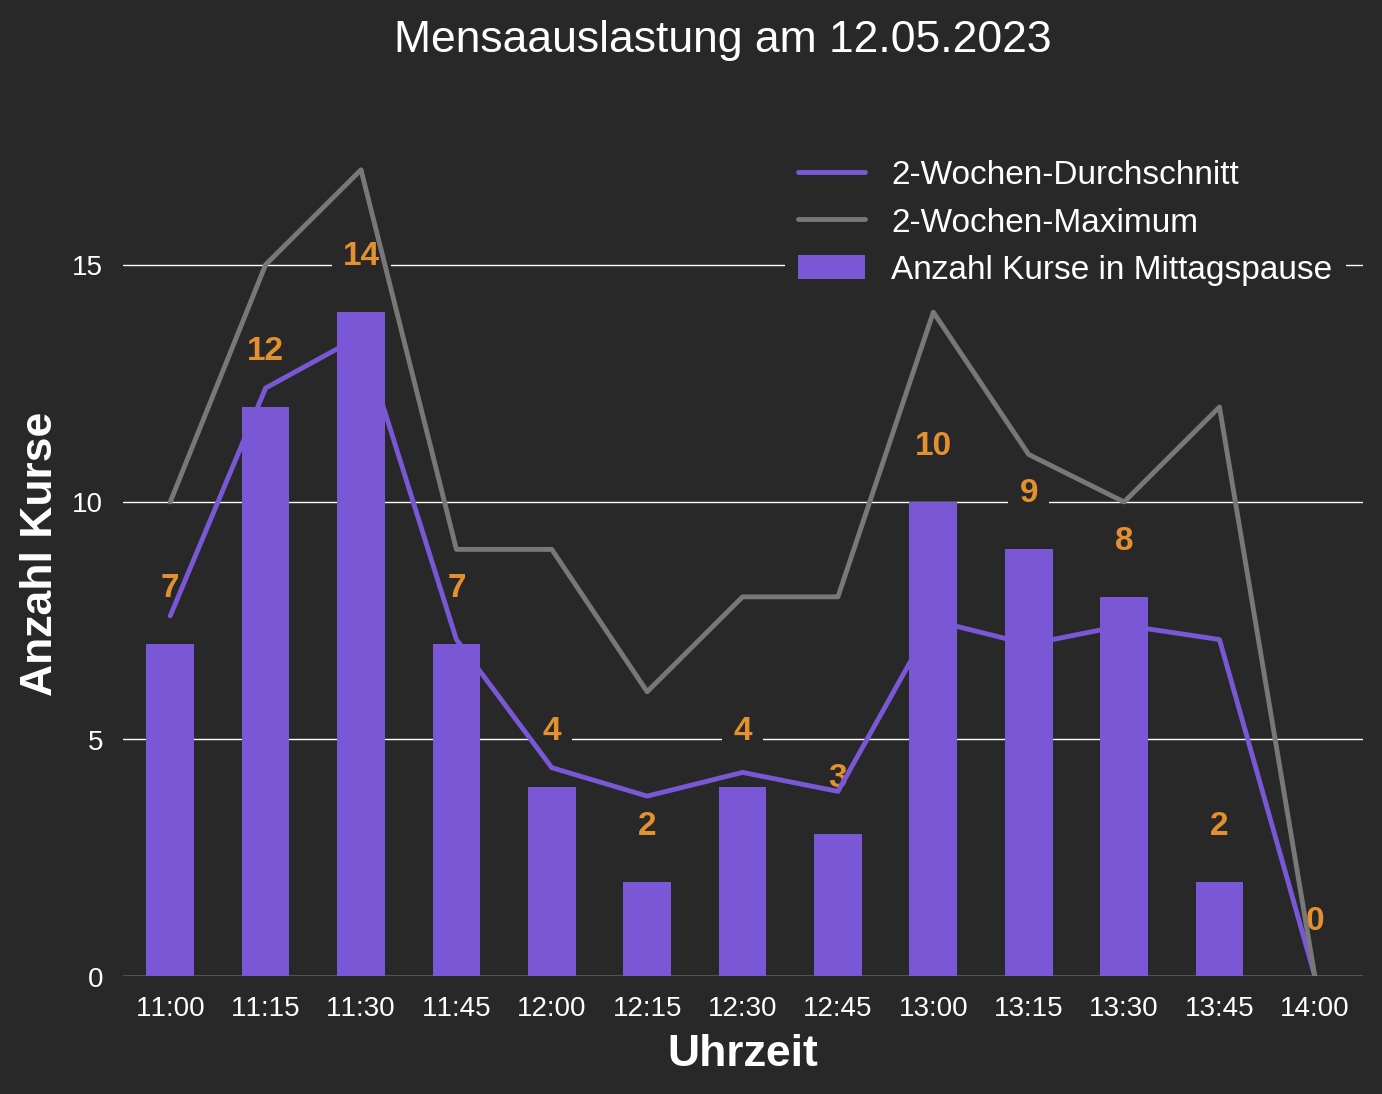 Mensaauslastung am 12.05.2023
2-Wochen-Durchschnitt
2-Wochen-Maximum
Anzahl Kurse in Mittagspause
Anzahl Kurse
15
10
5
0
7
12
14
7
4
2
4
3
10
9
8
2
0
11:00 11:15 11:30 11:45 12:00 12:15 12:30 12:45 13:00 13:15 13:30 13:45 14:00
Uhrzeit